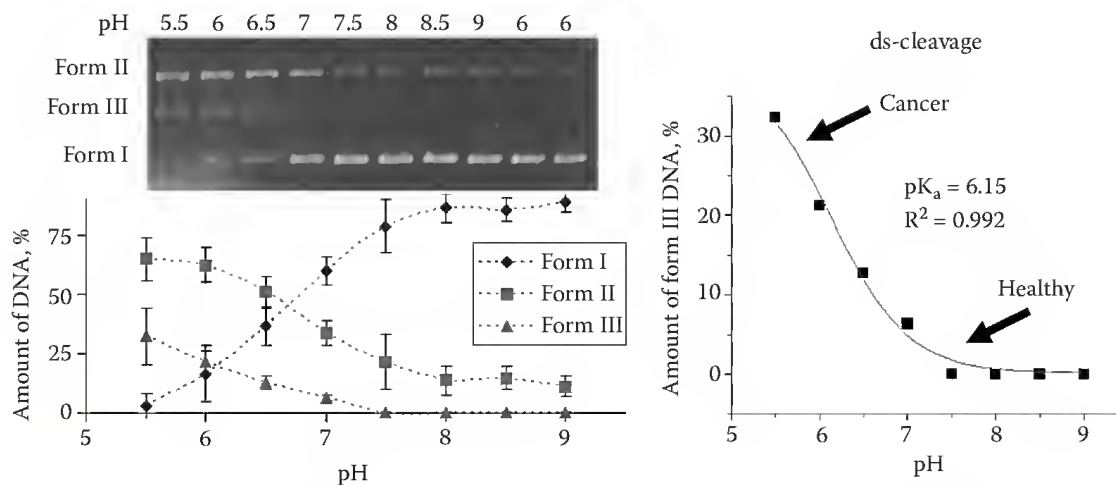 pH 5.5 6 6.5 7 7.5 8 8.5 9 6 6
Form II
Form III
Form I
Amount of DNA, %
75
50
25
0
5 6 7 8 9
pH
Form I
Form II
Form III
ds-cleavage
Amount of form III DNA, %
30
20
10
0
5 6 7 8 9
pH
Cancer
pKa = 6.15
R² = 0.992
Healthy